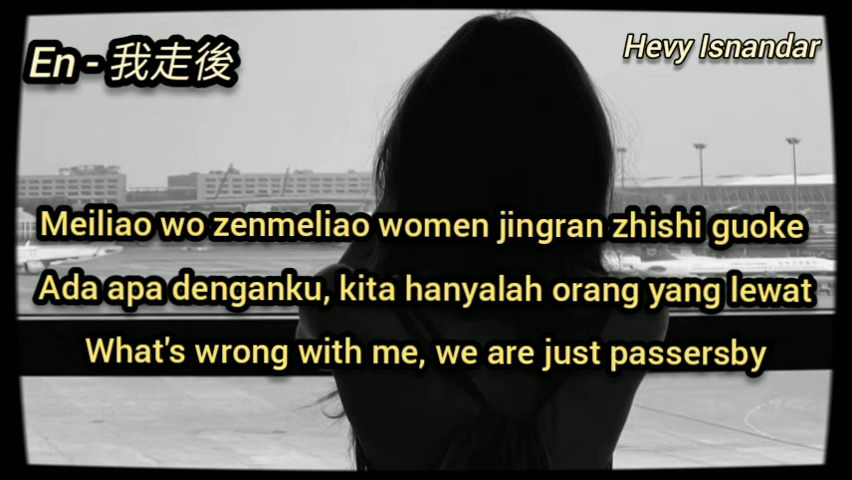 En - 我走後
Hevy Isnandar
Meiliao wo zenmeliao women jingran zhishi guoke
Ada apa denganku, kita hanyalah orang yang lewat
What's wrong with me, we are just passersby